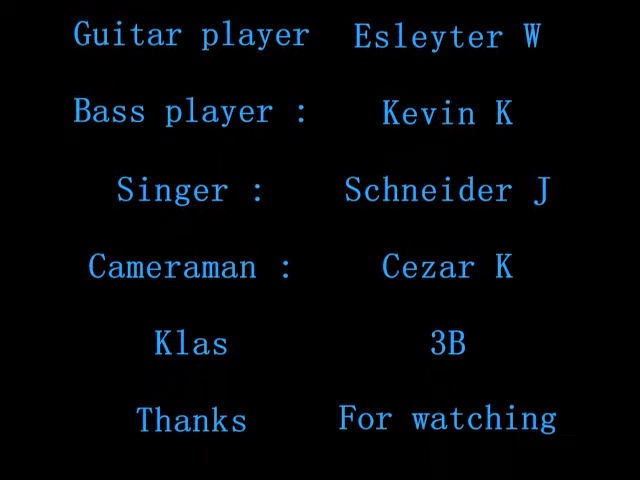 Guitar player Esleyter W
Bass player : Kevin K
Singer : Schneider J
Cameraman : Cezar K
Klas 3B
Thanks For watching